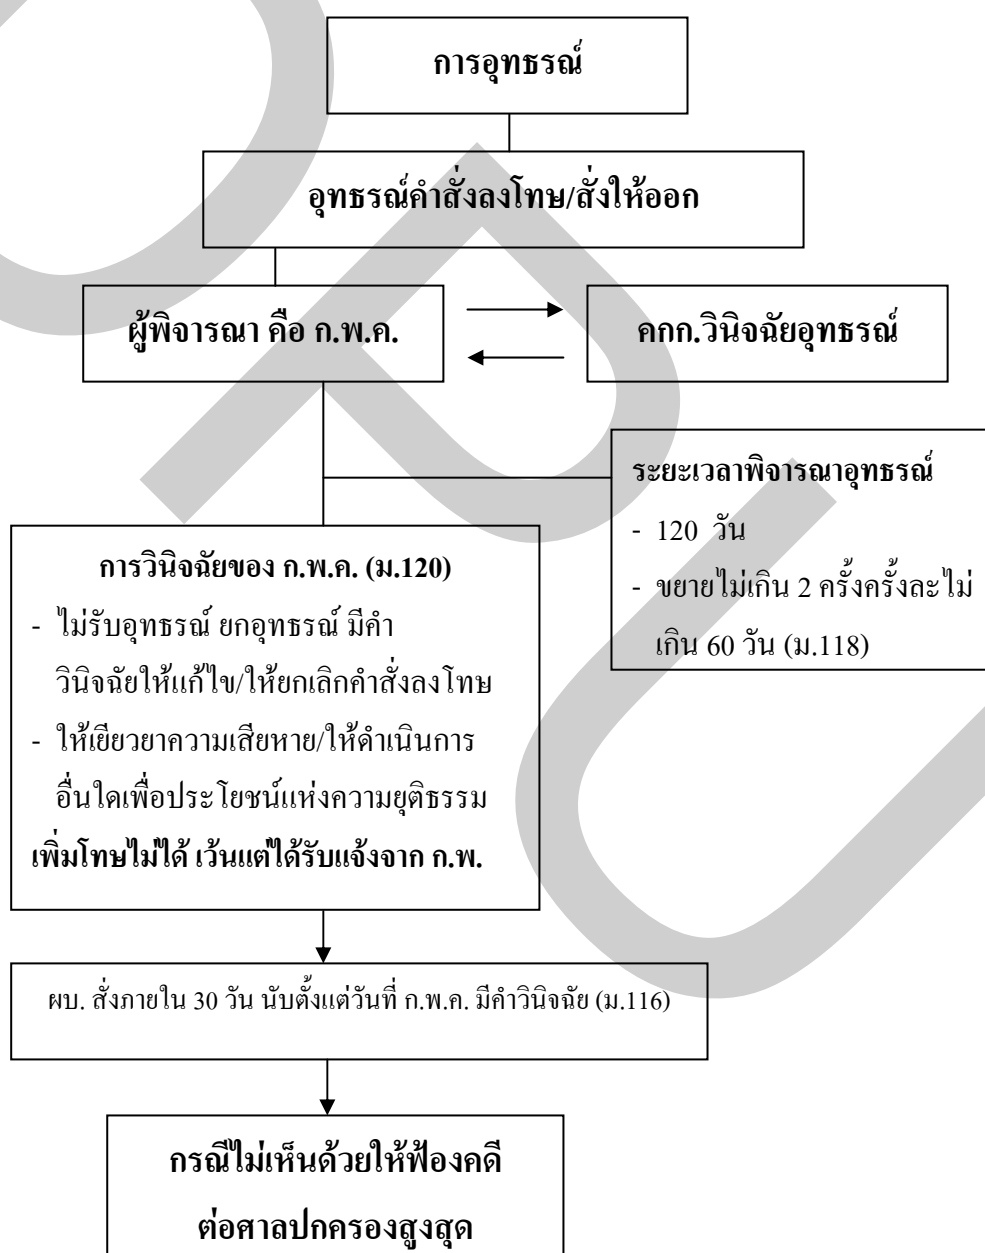 การอุทธรณ์
อุทธรณ์คำสั่งลงโทษ/สั่งให้ออก
ผู้พิจารณา คือ ก.พ.ค.
คกก.วินิจฉัยอุทธรณ์
ระยะเวลาพิจารณาอุทธรณ์
- 120 วัน
- ขยายไม่เกิน 2 ครั้งครั้งละไม่
เกิน 60 วัน (ม.118)
การวินิจฉัยของ ก.พ.ค. (ม.120)
- ไม่รับอุทธรณ์ ยกอุทธรณ์ มีคำ
วินิจฉัยให้แก้ไข/ให้ยกเลิกคำสั่งลงโทษ
- ให้เยียวยาความเสียหาย/ให้ดำเนินการ
อื่นใดเพื่อประโยชน์แห่งความยุติธรรม
เพิ่มโทษไม่ได้ เว้นแต่ได้รับแจ้งจาก ก.พ.
ผบ. สั่งภายใน 30 วัน นับตั้งแต่วันที่ ก.พ.ค. มีคำวินิจฉัย (ม.116)
กรณีไม่เห็นด้วยให้ฟ้องคดี
ต่อศาลปกครองสูงสุด